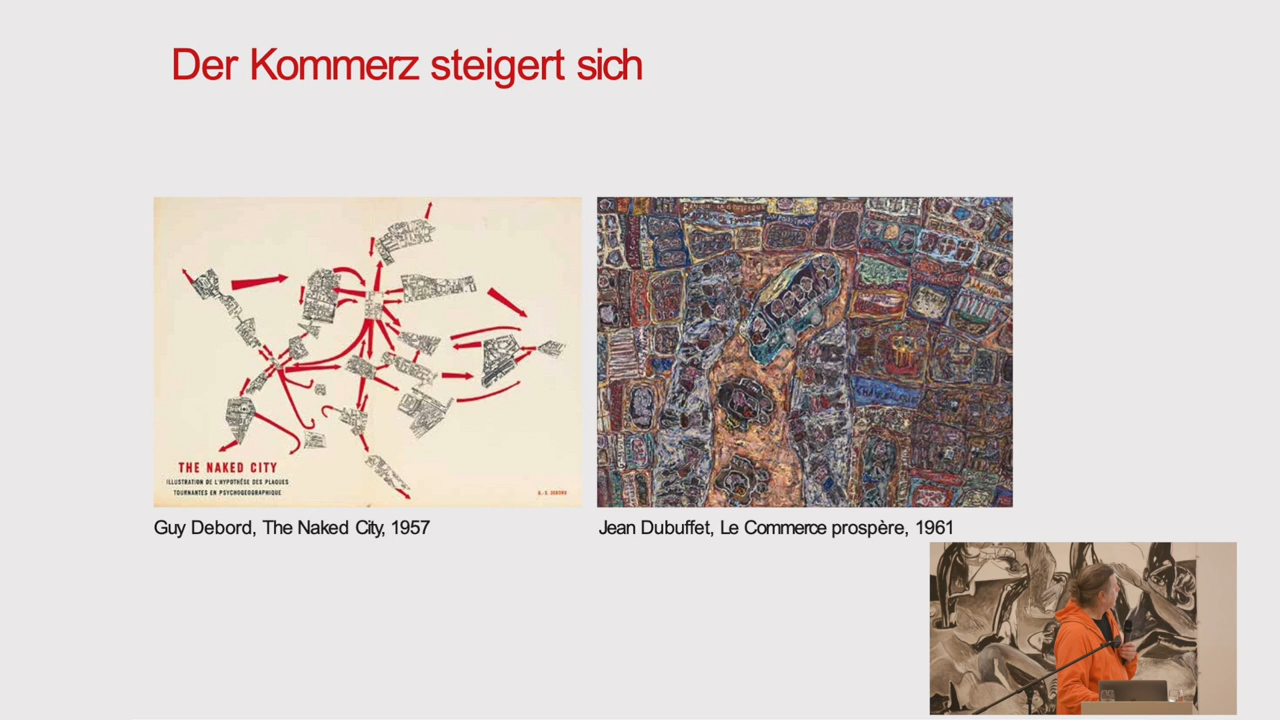 Der Kommerz steigert sich
THE NAKED CITY
ILLUSTRATION DE L'HYPOTHÈSE DES PLAQUES
TOURNANTES EN PSYCHOGEOGRAPHIQUE
G.-E. DEBORD
Guy Debord, The Naked City, 1957
Jean Dubuffet, Le Commerce prospère, 1961